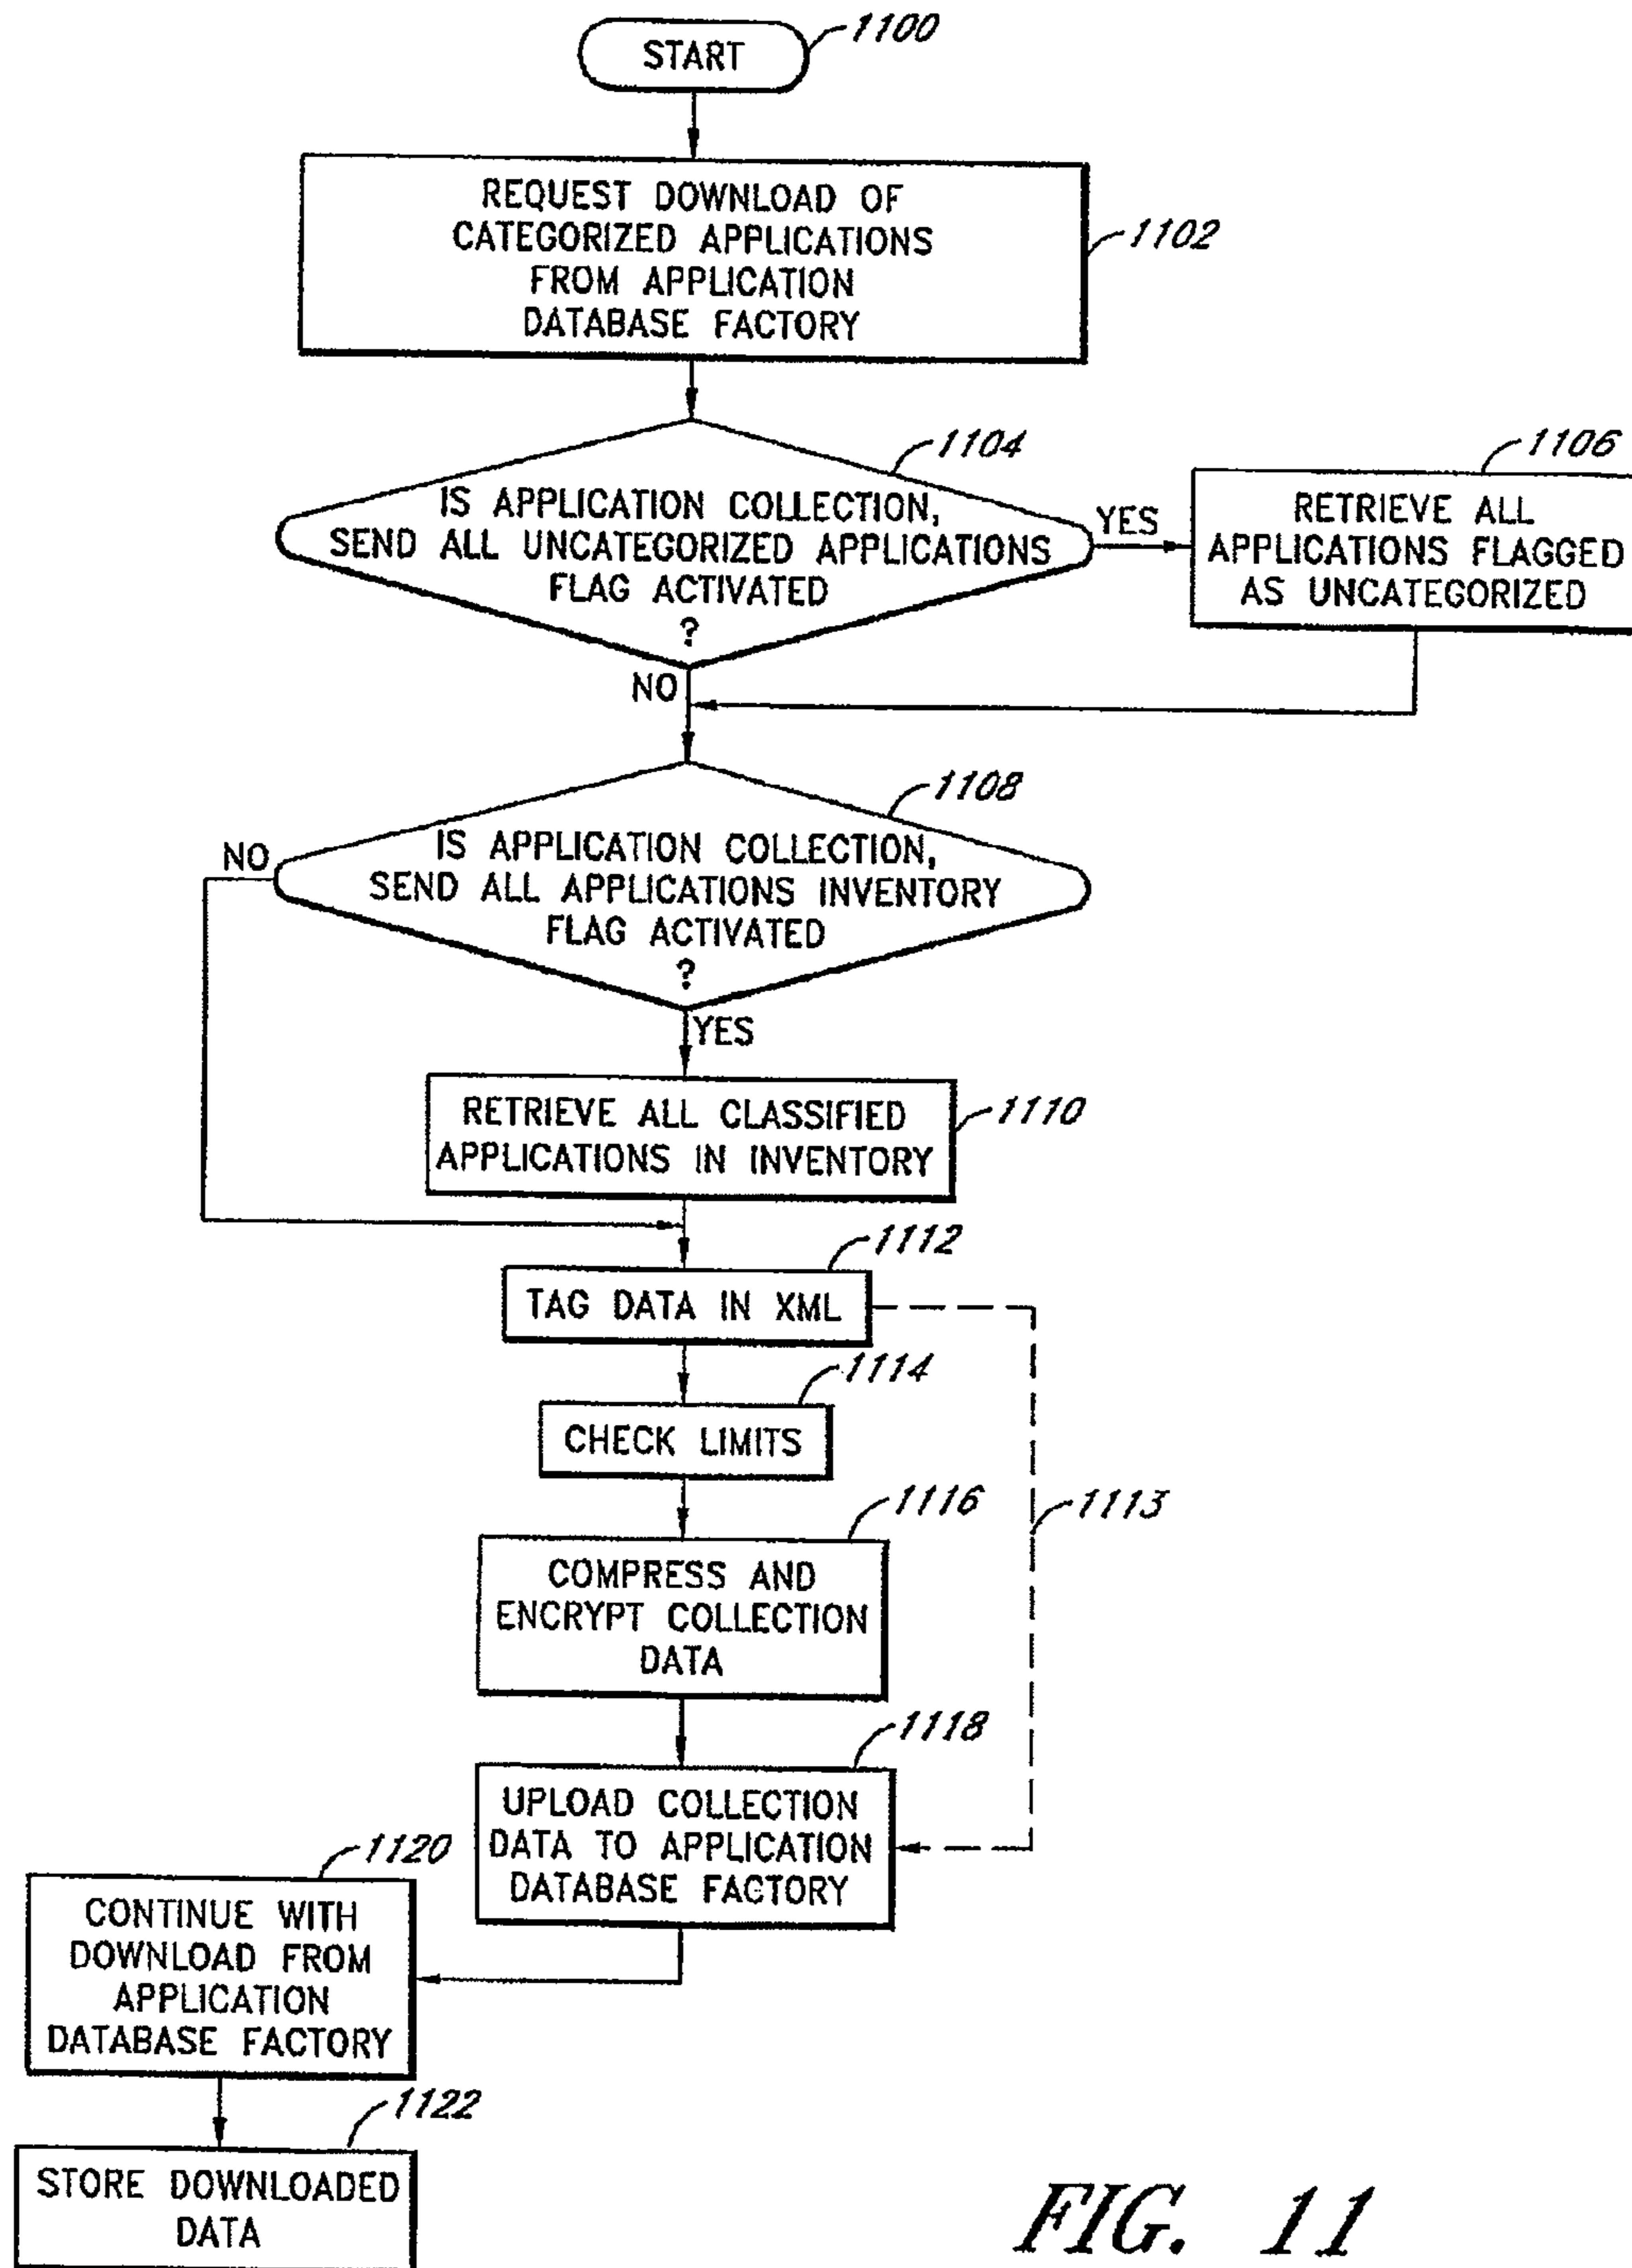 START
1100
REQUEST DOWNLOAD OF
CATEGORIZED APPLICATIONS
FROM APPLICATION
DATABASE FACTORY
1102
1104
IS APPLICATION COLLECTION,
SEND ALL UNCATEGORIZED APPLICATIONS
FLAG ACTIVATED
?
YES
1106
RETRIEVE ALL
APPLICATIONS FLAGGED
AS UNCATEGORIZED
NO
1108
NO
IS APPLICATION COLLECTION,
SEND ALL APPLICATIONS INVENTORY
FLAG ACTIVATED
?
YES
RETRIEVE ALL CLASSIFIED
APPLICATIONS IN INVENTORY
1110
1112
TAG DATA IN XML
1114
CHECK LIMITS
1116
1113
COMPRESS AND
ENCRYPT COLLECTION
DATA
1118
UPLOAD COLLECTION
DATA TO APPLICATION
DATABASE FACTORY
1120
CONTINUE WITH
DOWNLOAD FROM
APPLICATION
DATABASE FACTORY
1122
STORE DOWNLOADED
DATA
FIG. 11